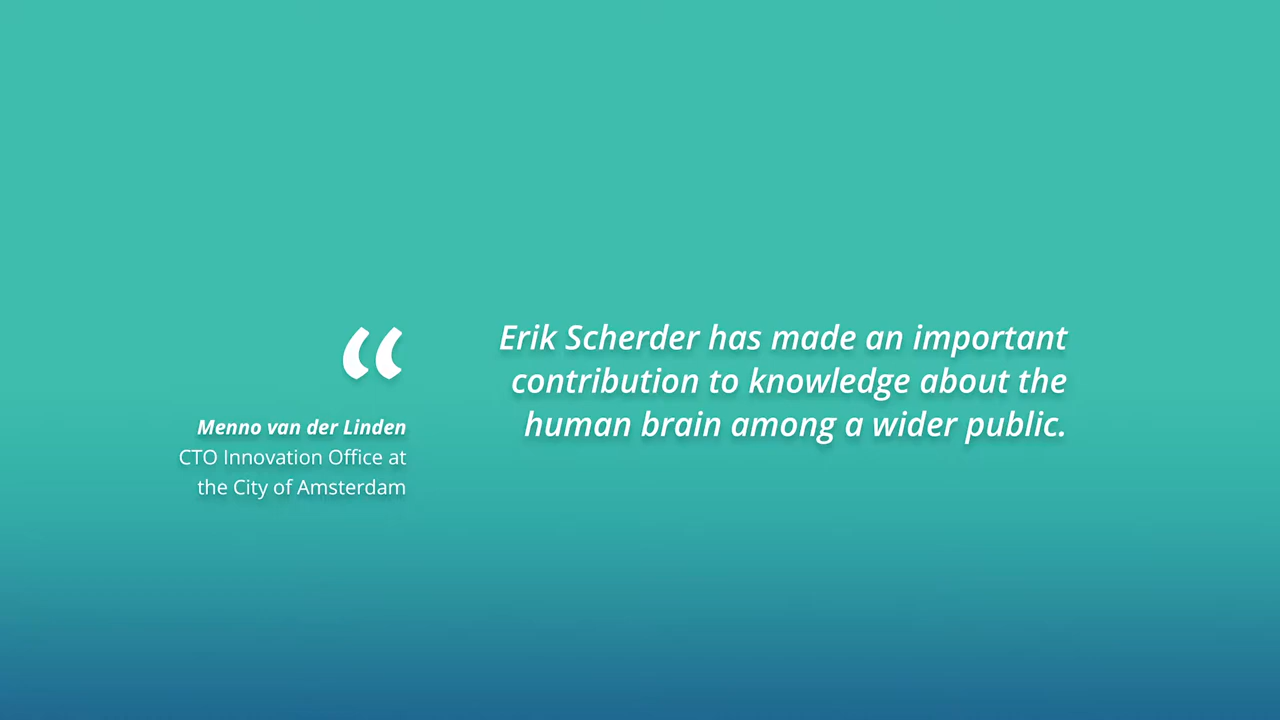 “
Menno van der Linden
CTO Innovation Office at
the City of Amsterdam
Erik Scherder has made an important
contribution to knowledge about the
human brain among a wider public.